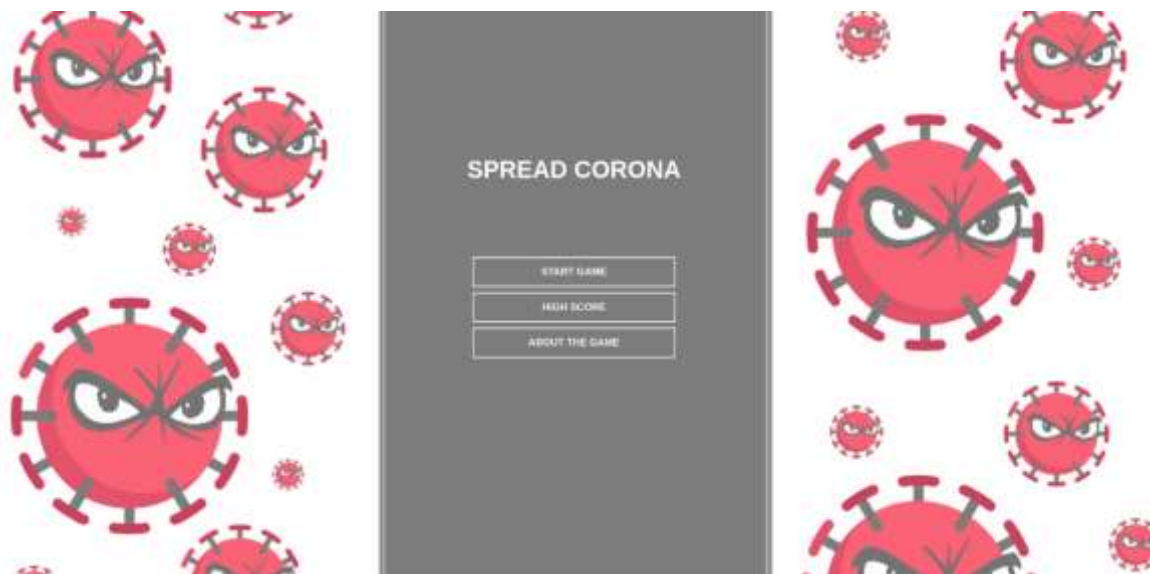 SPREAD CORONA
START GAME
HIGH SCORE
ABOUT THE GAME